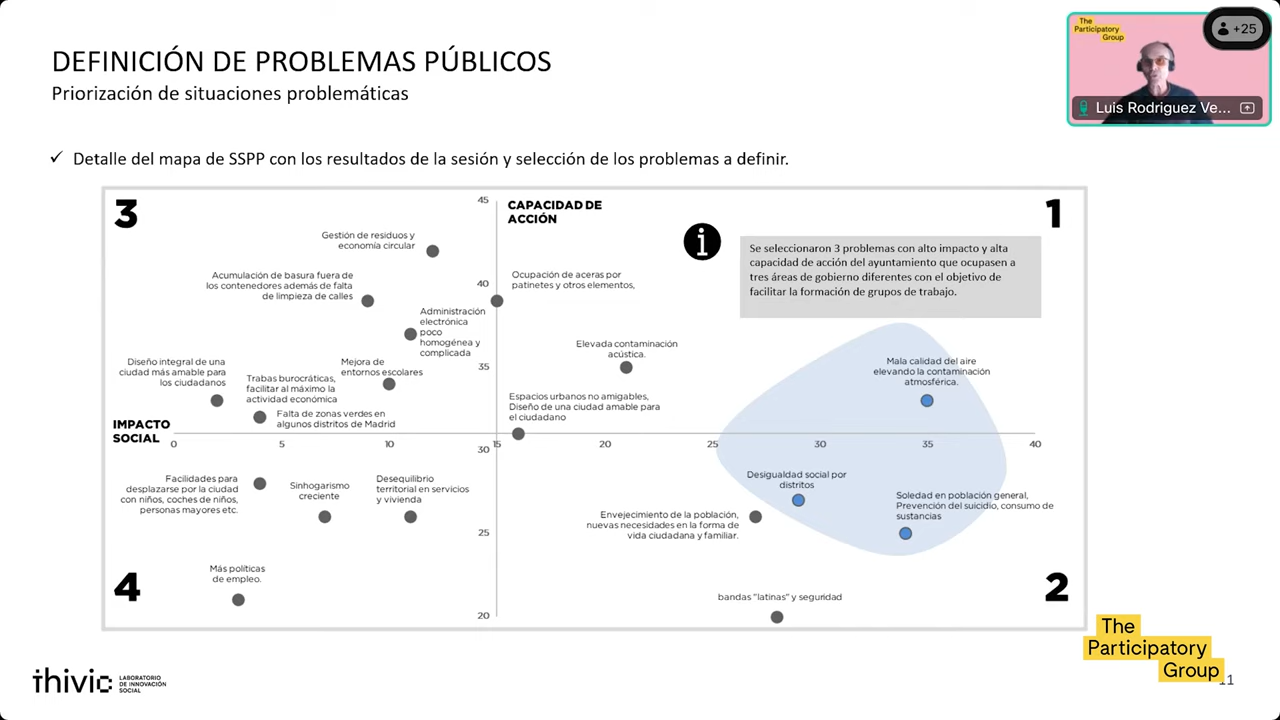 DEFINICIÓN DE PROBLEMAS PÚBLICOS
Priorización de situaciones problemáticas
The
Participatory
Group
+25
Luis Rodriguez Ve...
✓ Detalle del mapa de SSPP con los resultados de la sesión y selección de los problemas a definir.
3
45
CAPACIDAD DE
ACCIÓN
1
i
Se seleccionaron 3 problemas con alto impacto y alta
capacidad de acción del ayuntamiento que ocupasen a
tres áreas de gobierno diferentes con el objetivo de
facilitar la formación de grupos de trabajo.
Gestión de residuos y
economía circular
Acumulación de basura fuera de
los contenedores además de falta
de limpieza de calles
40
Ocupación de aceras por
patinetes y otros elementos,
Administración
electrónica
poco
homogénea y
complicada
Elevada contaminación
acústica.
35
Diseño integral de una
ciudad más amable para
los ciudadanos
Mejora de
entornos escolares
Trabas burocráticas,
facilitar al máximo la
actividad económica
Mala calidad del aire
elevando la contaminación
atmosférica.
Falta de zonas verdes en
algunos distritos de Madrid
Espacios urbanos no amigables,
Diseño de una ciudad amable para
el ciudadano
IMPACTO
SOCIAL
0
5
10
15
20
25
30
35
40
30
Facilidades para
desplazarse por la ciudad
con niños, coches de niños,
personas mayores etc.
Sinhogarismo
creciente
Desequilibrio
territorial en servicios
y vivienda
Desigualdad social por
distritos
Soledad en población general,
Prevención del suicidio, consumo de
sustancias
Envejecimiento de la población,
nuevas necesidades en la forma de
vida ciudadana y familiar.
25
Más políticas
de empleo.
4
bandas "latinas" y seguridad
2
20
The
Participatory
Group
11
thivic
LABORATORIO
DE INNOVACIÓN
SOCIAL